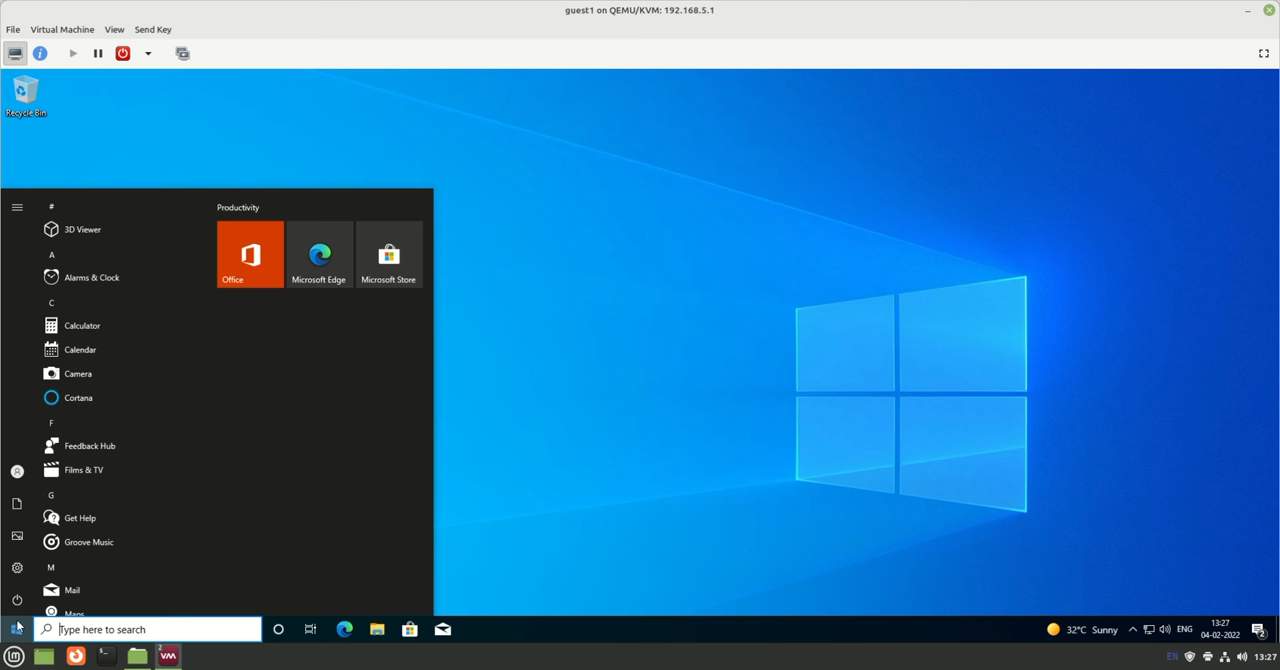 guest1 on QEMU/KVM: 192.168.5.1
File Virtual Machine View Send Key
Recycle Bin
#
3D Viewer
A
Alarms & Clock
C
Calculator
Calendar
Camera
Cortana
F
Feedback Hub
Films & TV
G
Get Help
Groove Music
M
Mail
Maps
Productivity
Office
Microsoft Edge
Microsoft Store
Type here to search
32°C Sunny
ENG
13:27
04-02-2022
2
EN
13:27